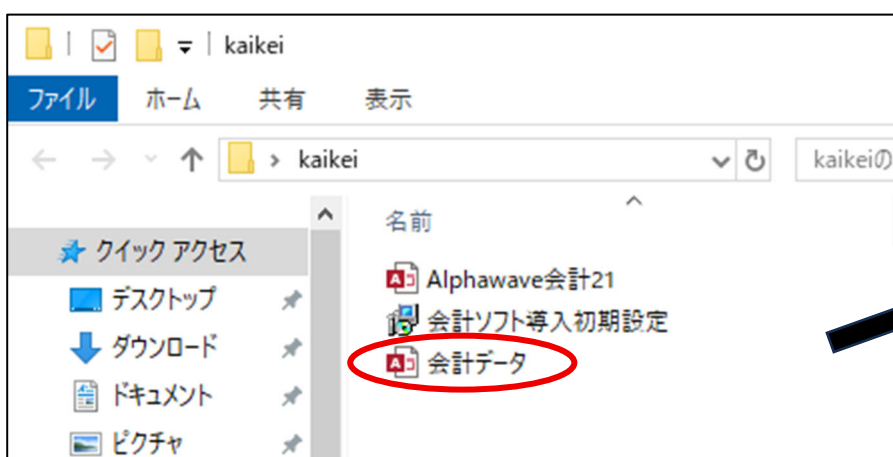 kaikei
ファイル ホーム 共有 表示
kaikei kaikeiの
名前
クイック アクセス
Alphawave会計21
デスクトップ
会計ソフト導入初期設定
ダウンロード
会計データ
ドキュメント
ピクチャ